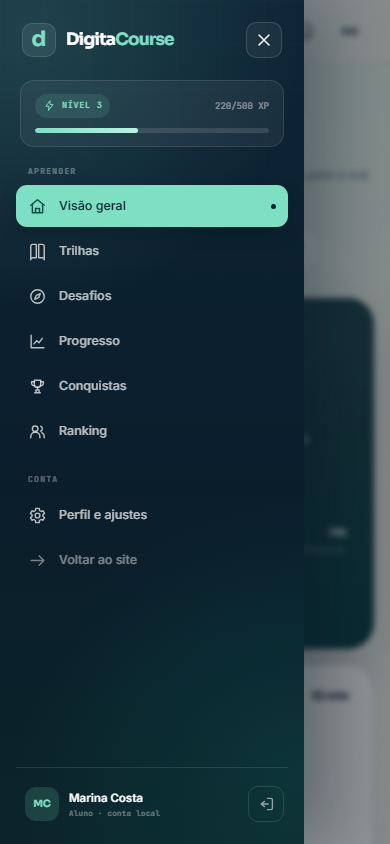 d DigitaCourse
NÍVEL 3 220/500 XP
APRENDER
Visão geral
Trilhas
Desafios
Progresso
Conquistas
Ranking
CONTA
Perfil e ajustes
Voltar ao site
MC Marina Costa
Aluno · conta local